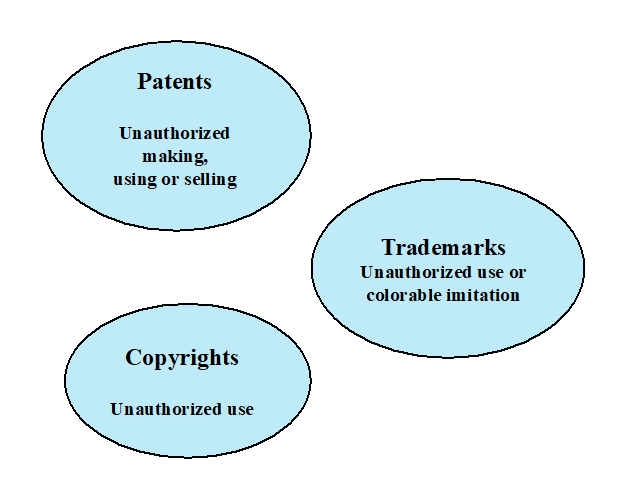 Patents
Unauthorized
making,
using or selling
Trademarks
Unauthorized use or
colorable imitation
Copyrights
Unauthorized use